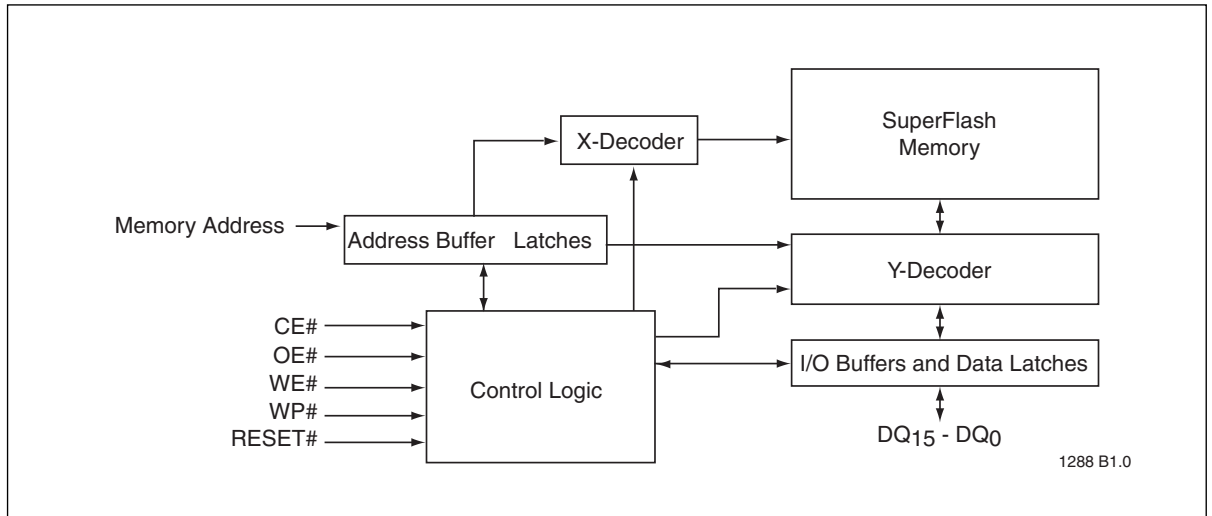 SuperFlash
Memory
X-Decoder
Memory Address
Address Buffer Latches
Y-Decoder
CE#
OE#
WE#
WP#
RESET#
Control Logic
I/O Buffers and Data Latches
DQ15 - DQ0
1288 B1.0